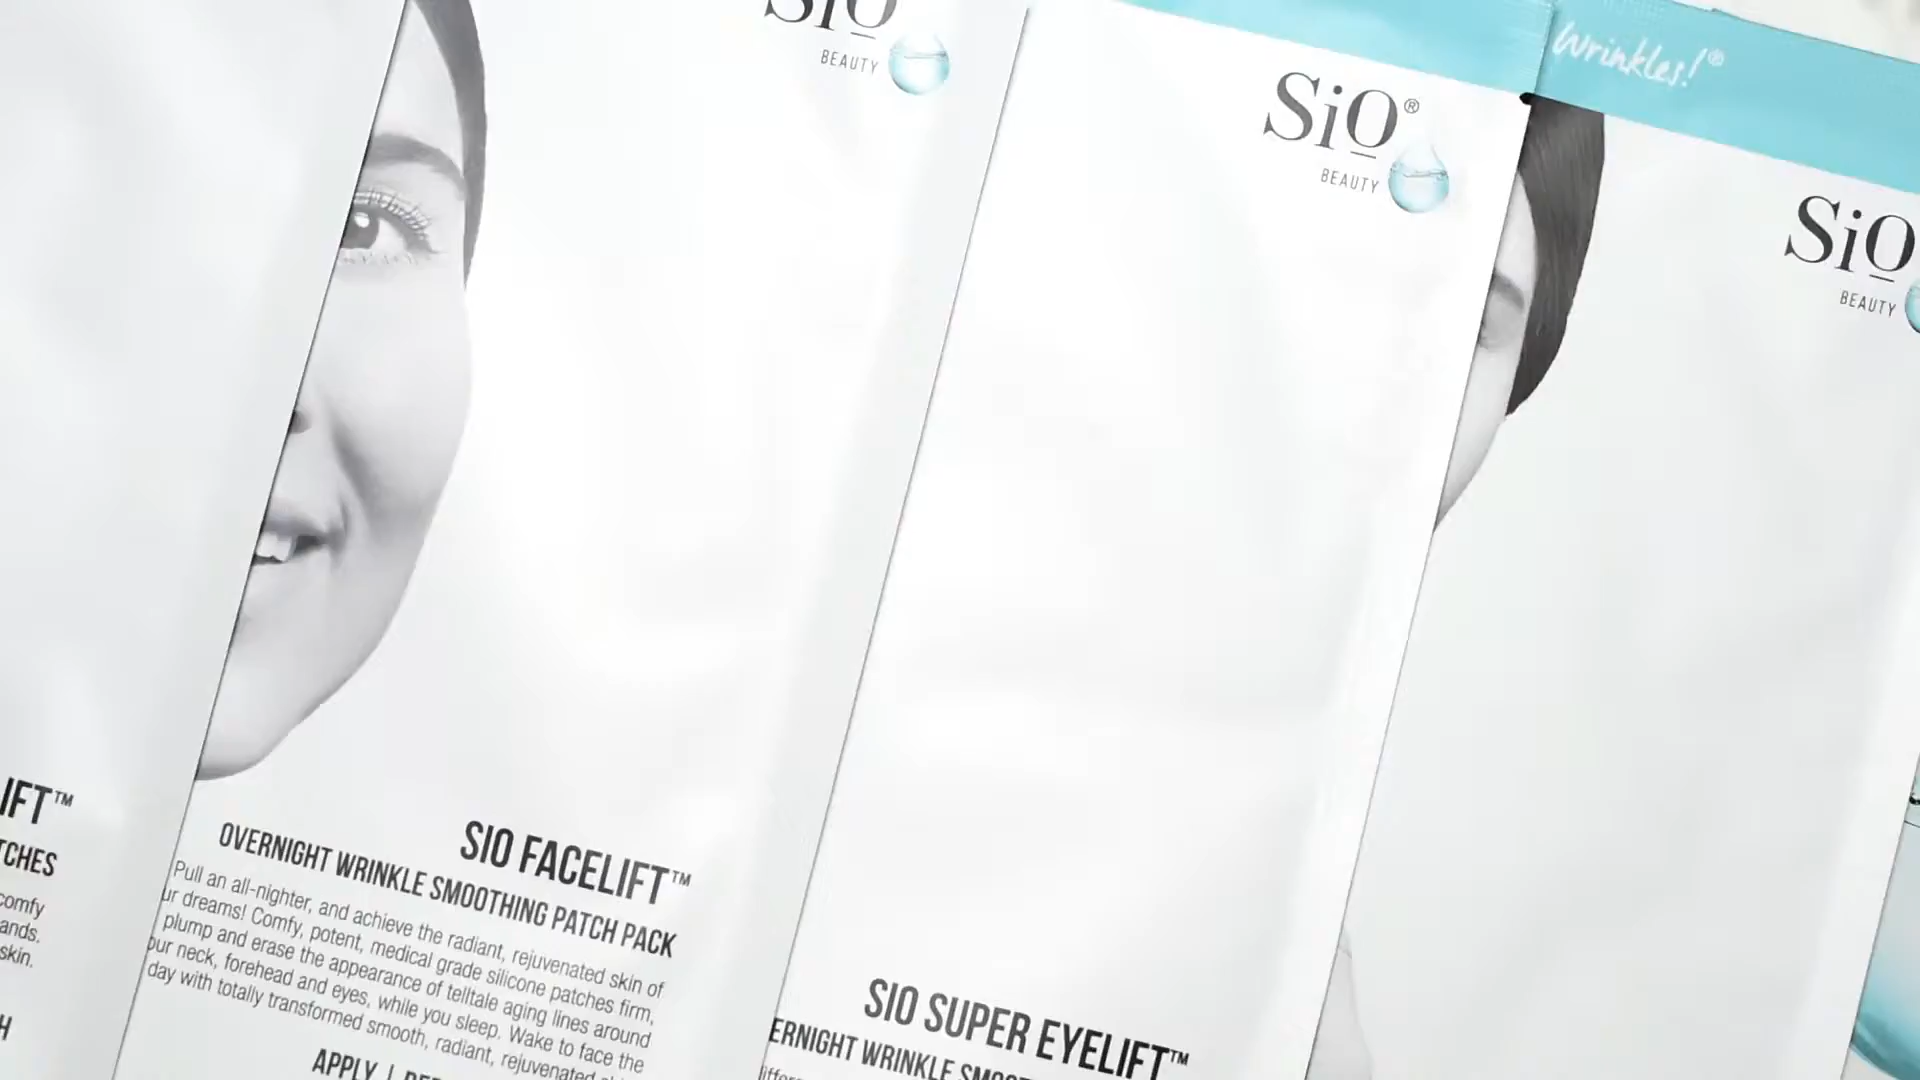 SiO
BEAUTY
SiO®
BEAUTY
Wrinkles!®
SiO
BEAUTY
SIO FACELIFT™
OVERNIGHT WRINKLE SMOOTHING PATCH PACK
Pull an all-nighter, and achieve the radiant, rejuvenated skin of
ur dreams! Comfy, potent, medical grade silicone patches firm,
plump and erase the appearance of telltale aging lines around
our neck, forehead and eyes, while you sleep. Wake to face the
day with totally transformed smooth, radiant, rejuvenated
APPLY |
SIO SUPER EYELIFT™
ERNIGHT WRINKLE
IFT™
TCHES
comfy
ands.
skin.
H